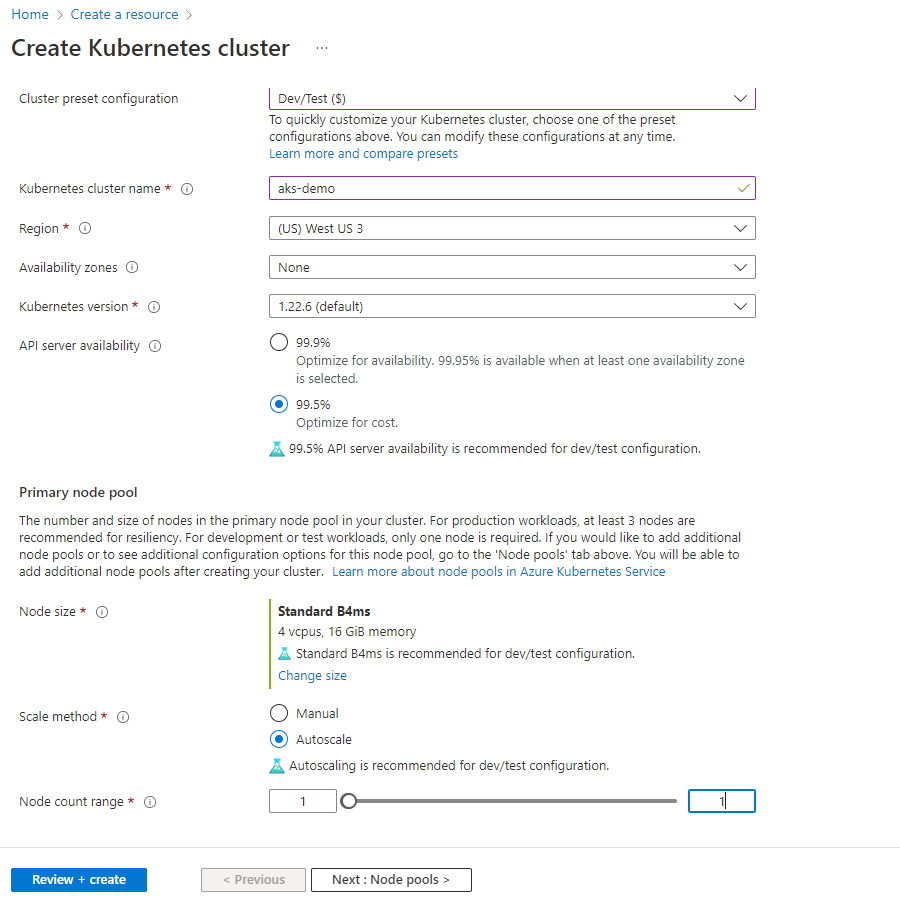 Home > Create a resource >
Create Kubernetes cluster ...
Cluster preset configuration
Dev/Test ($)
To quickly customize your Kubernetes cluster, choose one of the preset
configurations above. You can modify these configurations at any time.
Learn more and compare presets
Kubernetes cluster name *
aks-demo
Region *
(US) West US 3
Availability zones
None
Kubernetes version *
1.22.6 (default)
API server availability
99.9%
Optimize for availability. 99.95% is available when at least one availability zone
is selected.
99.5%
Optimize for cost.
99.5% API server availability is recommended for dev/test configuration.
Primary node pool
The number and size of nodes in the primary node pool in your cluster. For production workloads, at least 3 nodes are
recommended for resiliency. For development or test workloads, only one node is required. If you would like to add additional
node pools or to see additional configuration options for this node pool, go to the 'Node pools' tab above. You will be able to
add additional node pools after creating your cluster. Learn more about node pools in Azure Kubernetes Service
Node size *
Standard B4ms
4 vcpus, 16 GiB memory
Standard B4ms is recommended for dev/test configuration.
Change size
Scale method *
Manual
Autoscale
Autoscaling is recommended for dev/test configuration.
Node count range *
1
1
Review + create
< Previous
Next : Node pools >